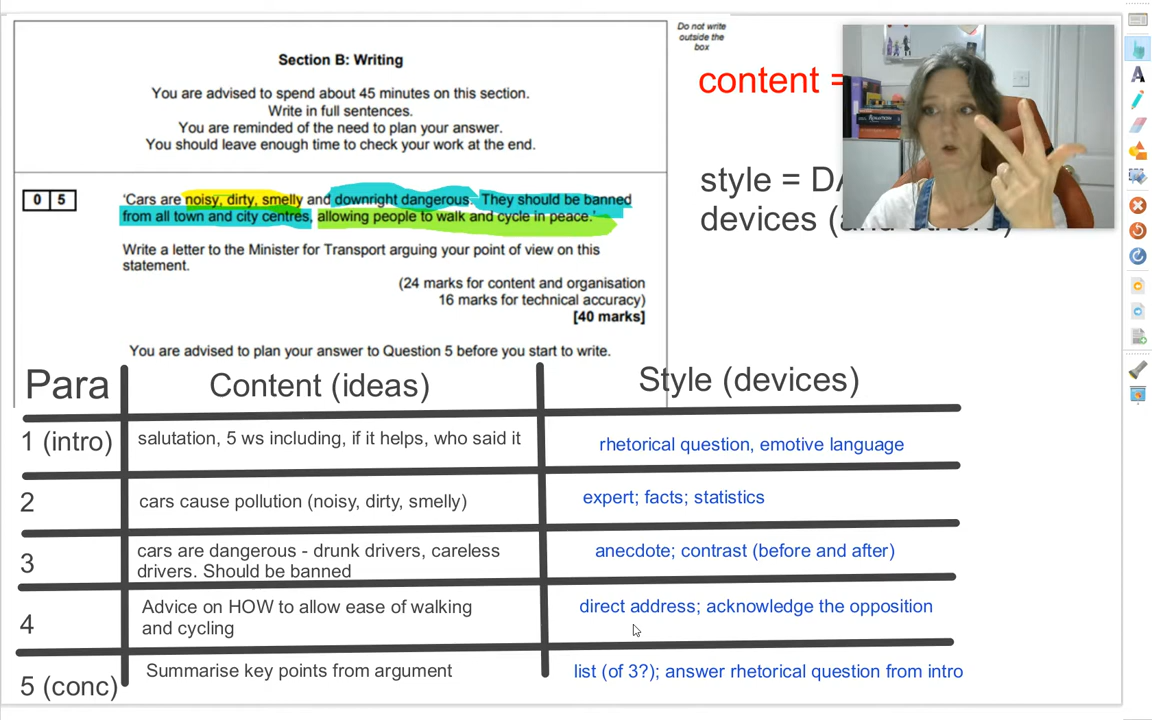 Section B: Writing
Do not write
outside the
box
You are advised to spend about 45 minutes on this section.
Write in full sentences.
You are reminded of the need to plan your answer.
You should leave enough time to check your work at the end.
content =
style = DA
devices (and others)
0 5
'Cars are noisy, dirty, smelly and downright dangerous. They should be banned
from all town and city centres, allowing people to walk and cycle in peace.'
Write a letter to the Minister for Transport arguing your point of view on this
statement.
(24 marks for content and organisation
16 marks for technical accuracy)
[40 marks]
You are advised to plan your answer to Question 5 before you start to write.
Para Content (ideas) Style (devices)
1 (intro) salutation, 5 ws including, if it helps, who said it rhetorical question, emotive language
2 cars cause pollution (noisy, dirty, smelly) expert; facts; statistics
3 cars are dangerous - drunk drivers, careless
drivers. Should be banned anecdote; contrast (before and after)
4 Advice on HOW to allow ease of walking
and cycling direct address; acknowledge the opposition
5 (conc) Summarise key points from argument list (of 3?); answer rhetorical question from intro